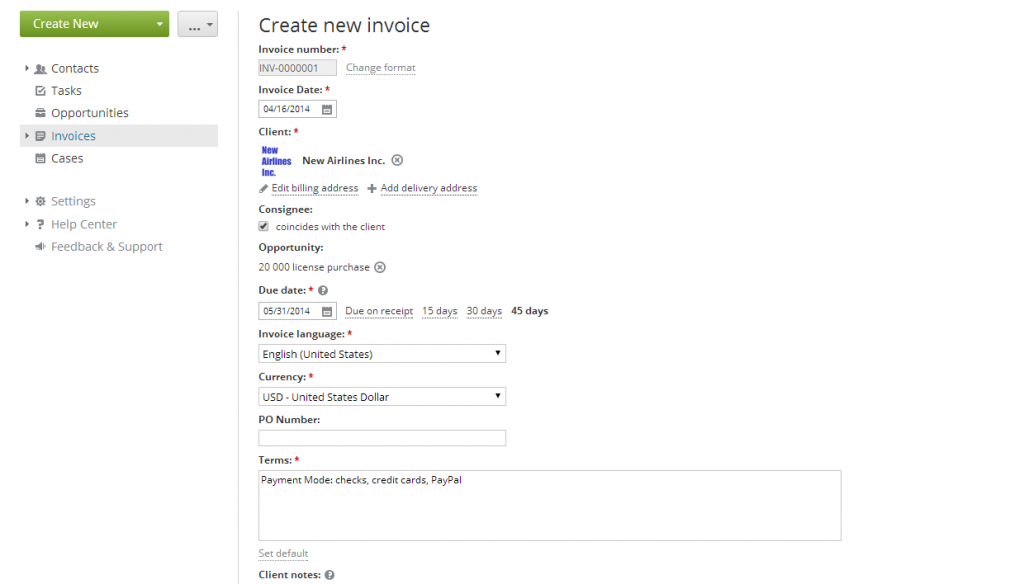 Create New
...
Contacts
Tasks
Opportunities
Invoices
Cases
Settings
Help Center
Feedback & Support
Create new invoice
Invoice number: *
INV-0000001 Change format
Invoice Date: *
04/16/2014
Client: *
New
Airlines
Inc.
New Airlines Inc.
Edit billing address Add delivery address
Consignee:
coincides with the client
Opportunity:
20 000 license purchase
Due date: * ?
05/31/2014 Due on receipt 15 days 30 days 45 days
Invoice language: *
English (United States)
Currency: *
USD - United States Dollar
PO Number:
Terms: *
Payment Mode: checks, credit cards, PayPal
Set default
Client notes: ?